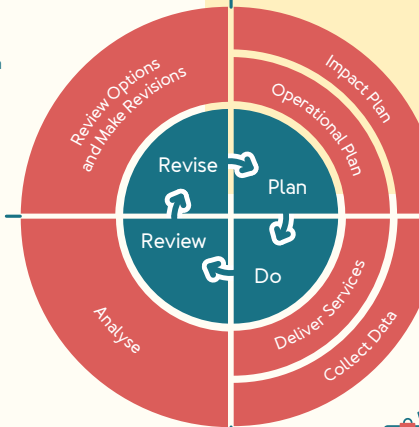 Review Options
and Make Revisions
Impact Plan
Operational Plan
Revise
Plan
Review
Do
Analyse
Deliver Services
Collect Data